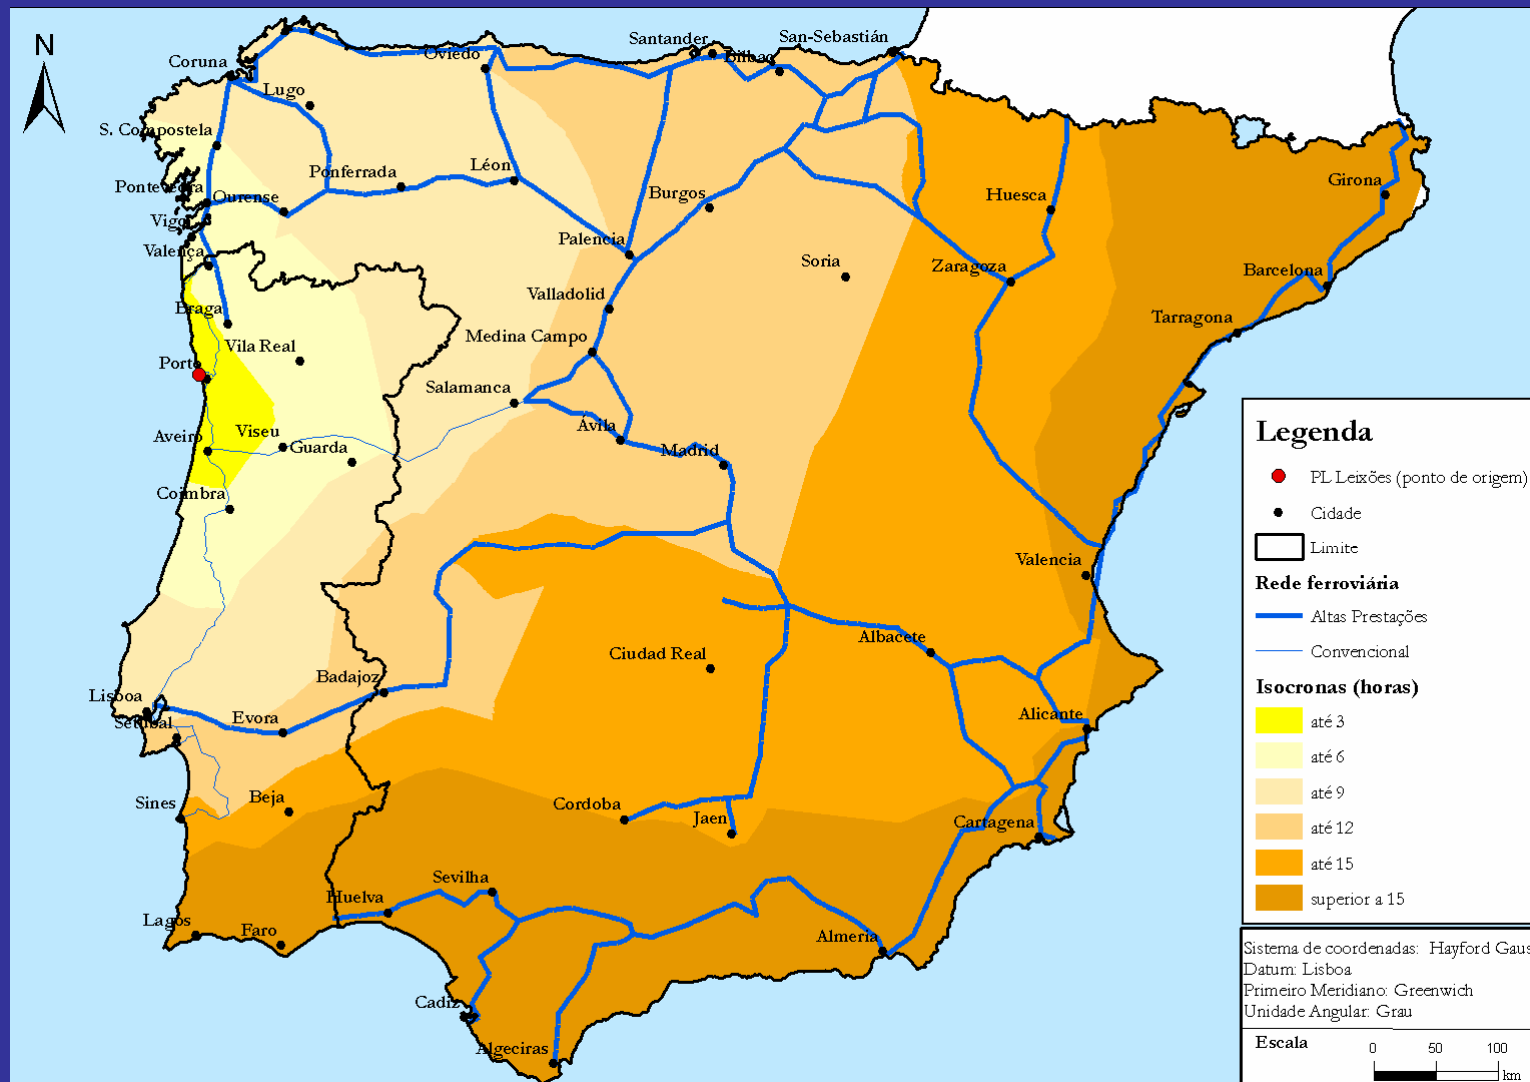 N
Coruna
Lugo
Oviedo
Santander
Bilbao
San-Sebastián
S. Compostela
Pontevedra
Ourense
Ponferrada
Léon
Burgos
Huesca
Girona
Vigo
Valença
Palencia
Soria
Zaragoza
Barcelona
Braga
Valladolid
Tarragona
Vila Real
Medina Campo
Porto
Salamanca
Aveiro
Viseu
Guarda
Ávila
Madrid
Coimbra
Valencia
Albacete
Ciudad Real
Badajoz
Lisboa
Setúbal
Evora
Alicante
Sines
Beja
Cordoba
Jaen
Cartagena
Sevilha
Huelva
Lagos
Faro
Almeria
Cadiz
Algeciras
Legenda
PL Leixões (ponto de origem)
Cidade
Limite
Rede ferroviária
Altas Prestações
Convencional
Isocronas (horas)
até 3
até 6
até 9
até 12
até 15
superior a 15
Sistema de coordenadas: Hayford Gaus
Datum: Lisboa
Primeiro Meridiano: Greenwich
Unidade Angular: Grau
Escala
0 50 100
km